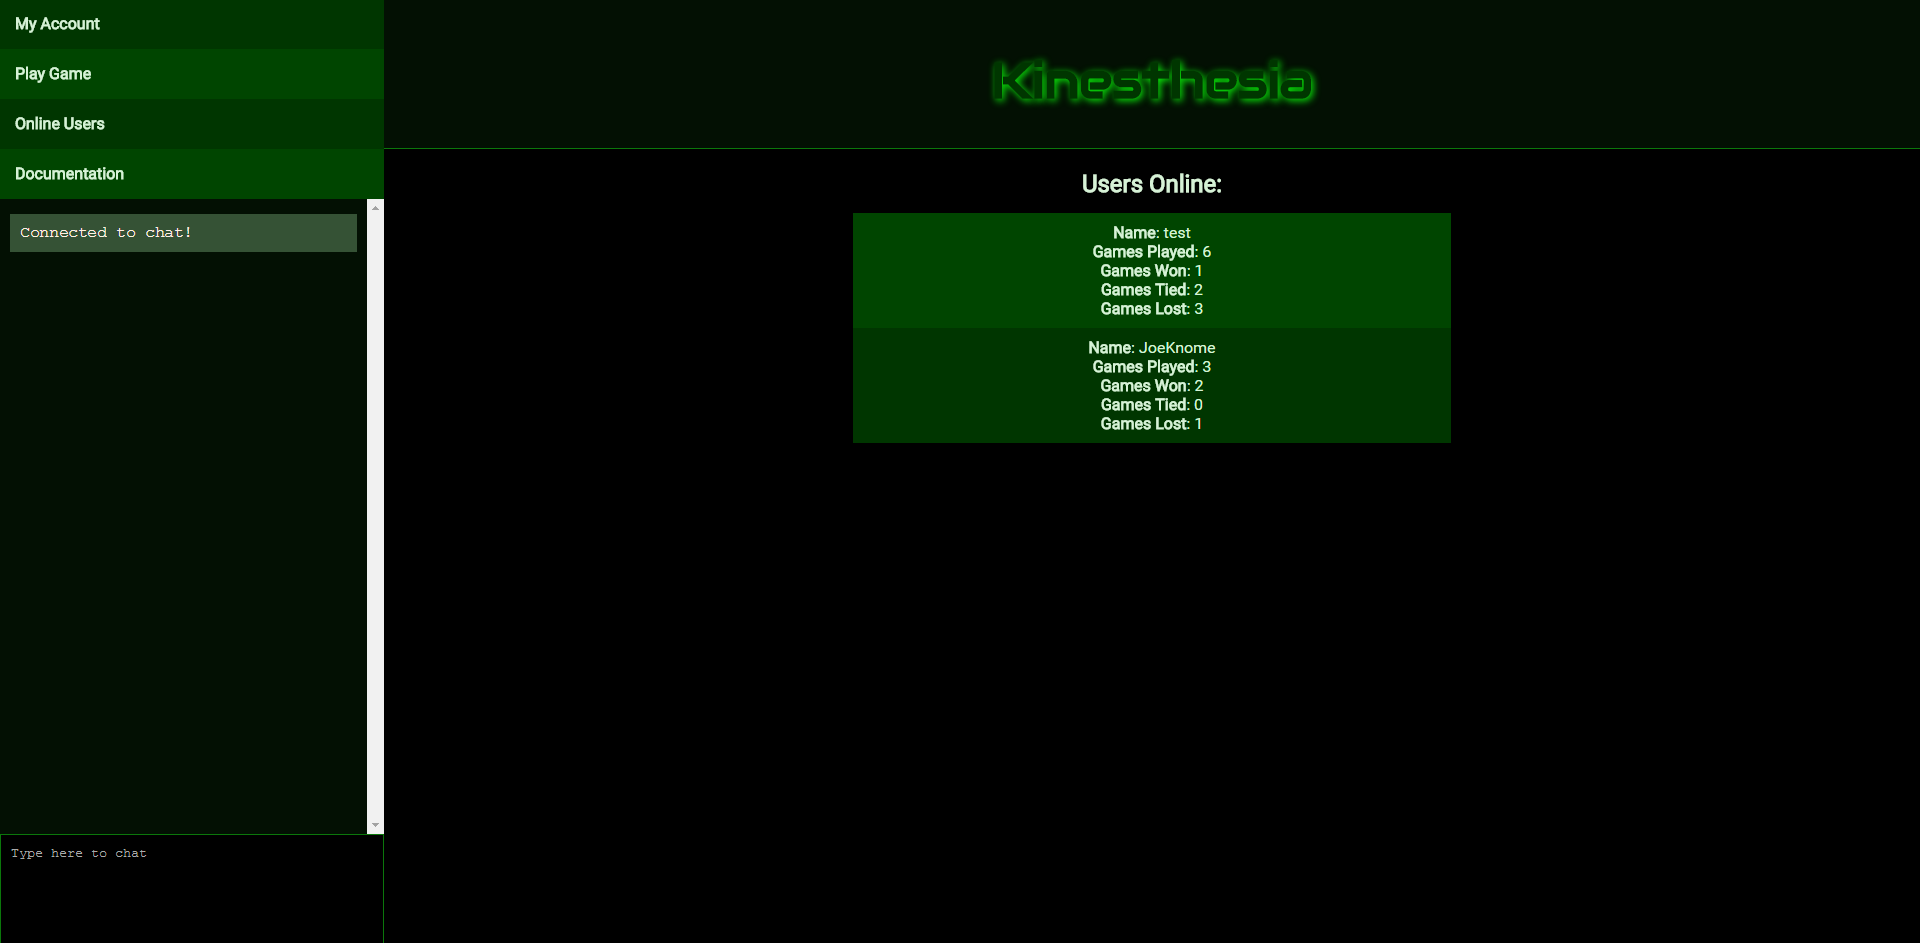 My Account
Play Game
Online Users
Documentation
Connected to chat!
Type here to chat
Kinesthesia
Users Online:
Name: test
Games Played: 6
Games Won: 1
Games Tied: 2
Games Lost: 3
Name: JoeKnome
Games Played: 3
Games Won: 2
Games Tied: 0
Games Lost: 1